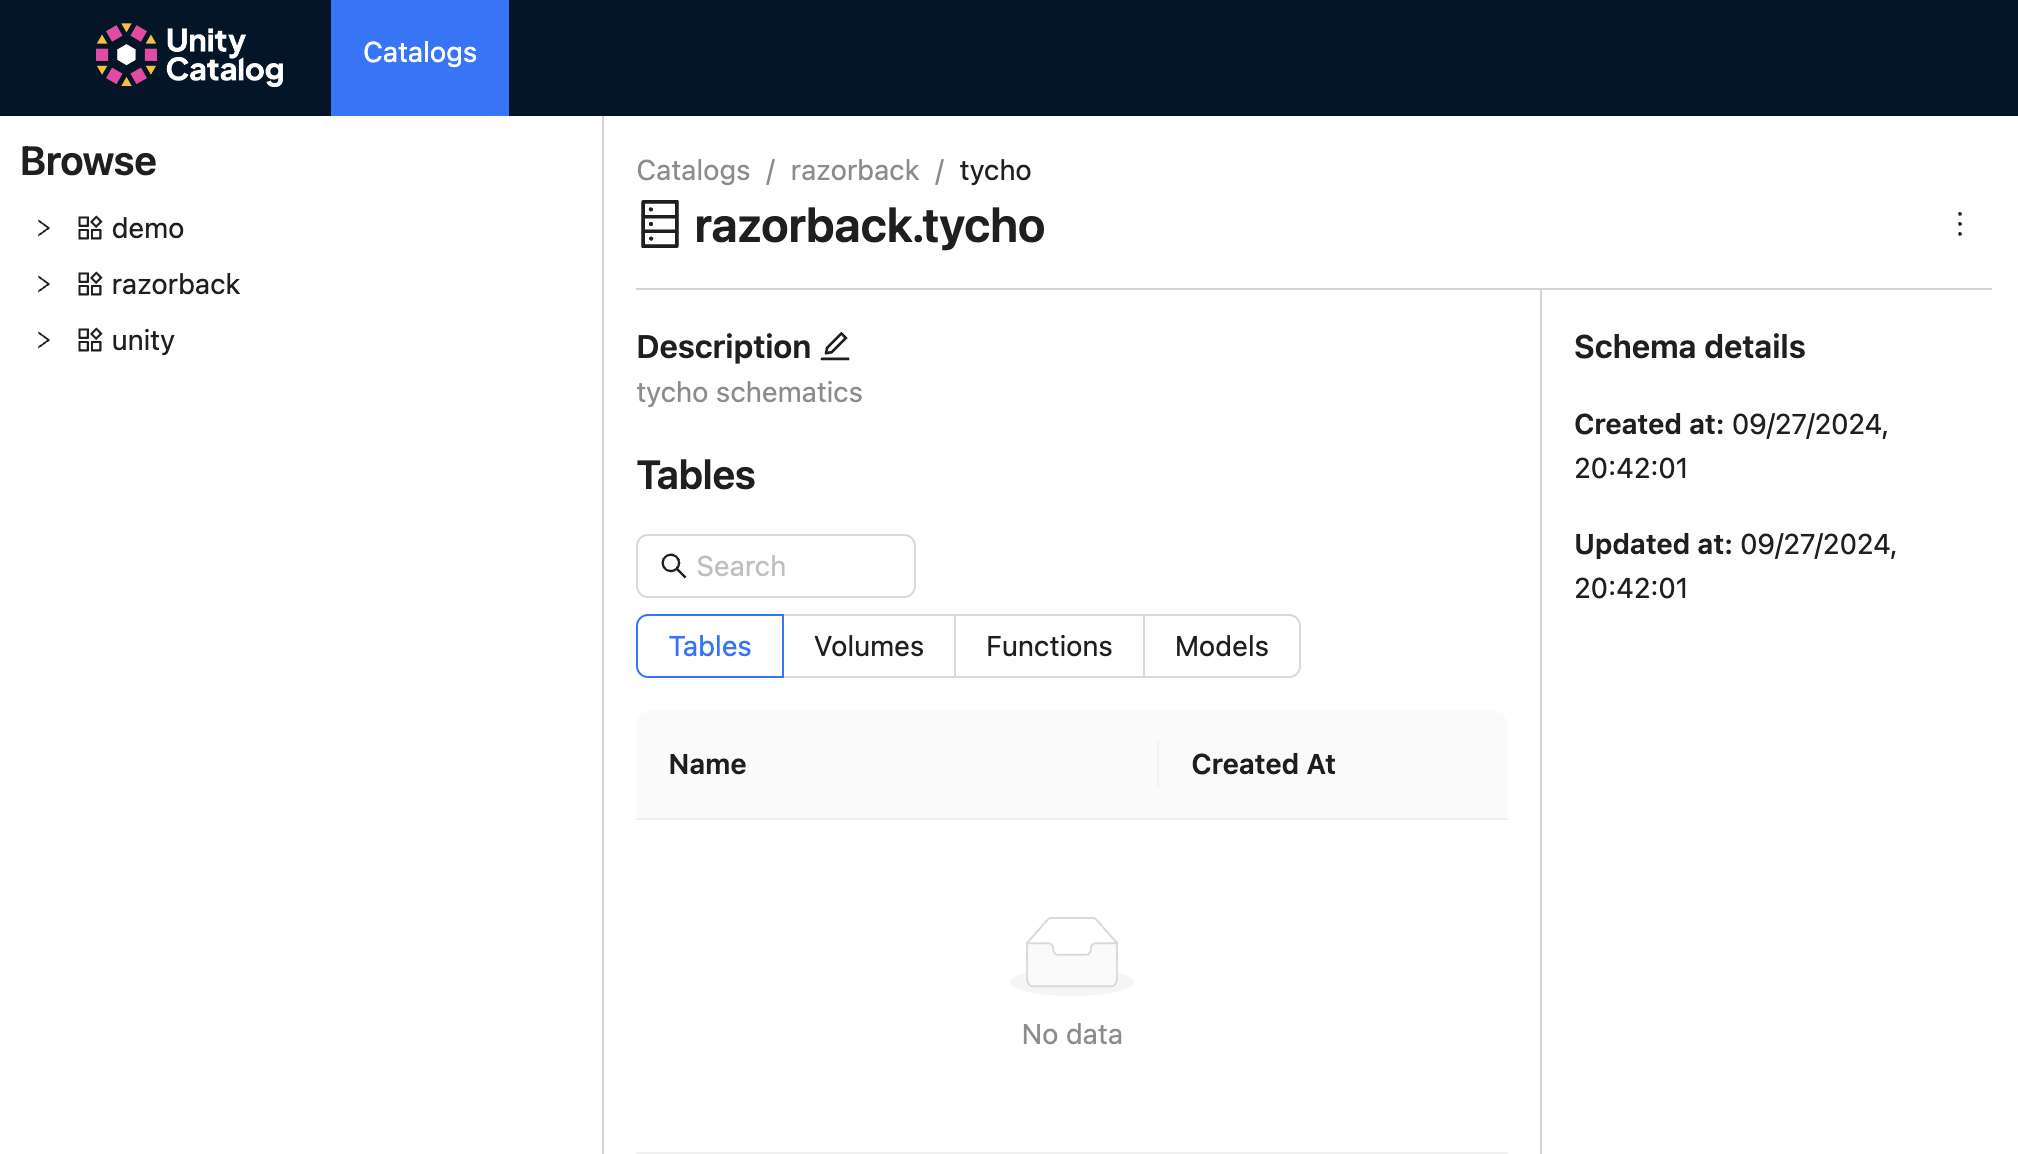 Unity
Catalog
Catalogs
Browse
demo
razorback
unity
Catalogs / razorback / tycho
razorback.tycho
Description
tycho schematics
Tables
Search
Tables Volumes Functions Models
Name Created At
No data
Schema details
Created at: 09/27/2024,
20:42:01
Updated at: 09/27/2024,
20:42:01